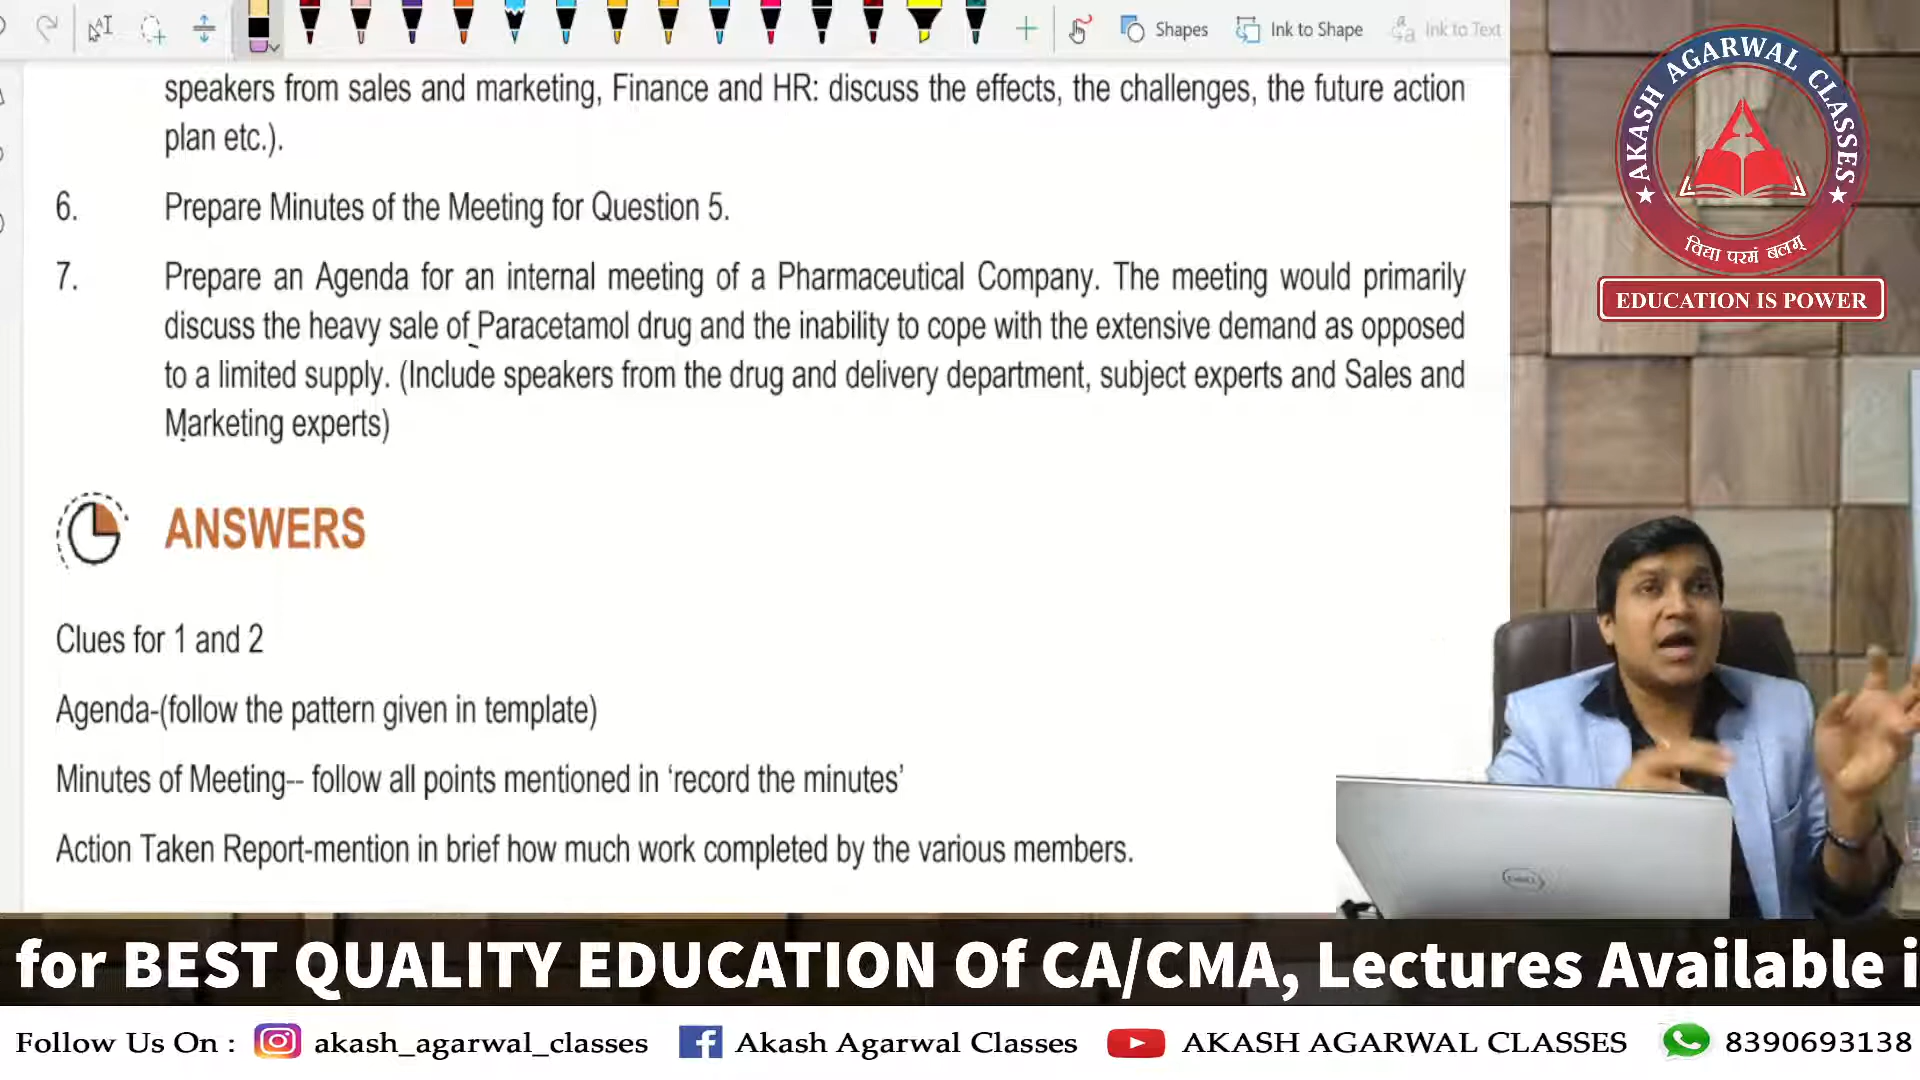 Shapes
Ink to Shape
Ink to Text
speakers from sales and marketing, Finance and HR: discuss the effects, the challenges, the future action
plan etc.).
6. Prepare Minutes of the Meeting for Question 5.
7. Prepare an Agenda for an internal meeting of a Pharmaceutical Company. The meeting would primarily
discuss the heavy sale of Paracetamol drug and the inability to cope with the extensive demand as opposed
to a limited supply. (Include speakers from the drug and delivery department, subject experts and Sales and
Marketing experts)
ANSWERS
Clues for 1 and 2
Agenda-(follow the pattern given in template)
Minutes of Meeting-- follow all points mentioned in ‘record the minutes’
Action Taken Report-mention in brief how much work completed by the various members.
AKASH AGARWAL CLASSES
विद्या परमं बलम्
EDUCATION IS POWER
DELL
for BEST QUALITY EDUCATION Of CA/CMA, Lectures Available i
Follow Us On : akash_agarwal_classes Akash Agarwal Classes AKASH AGARWAL CLASSES 8390693138